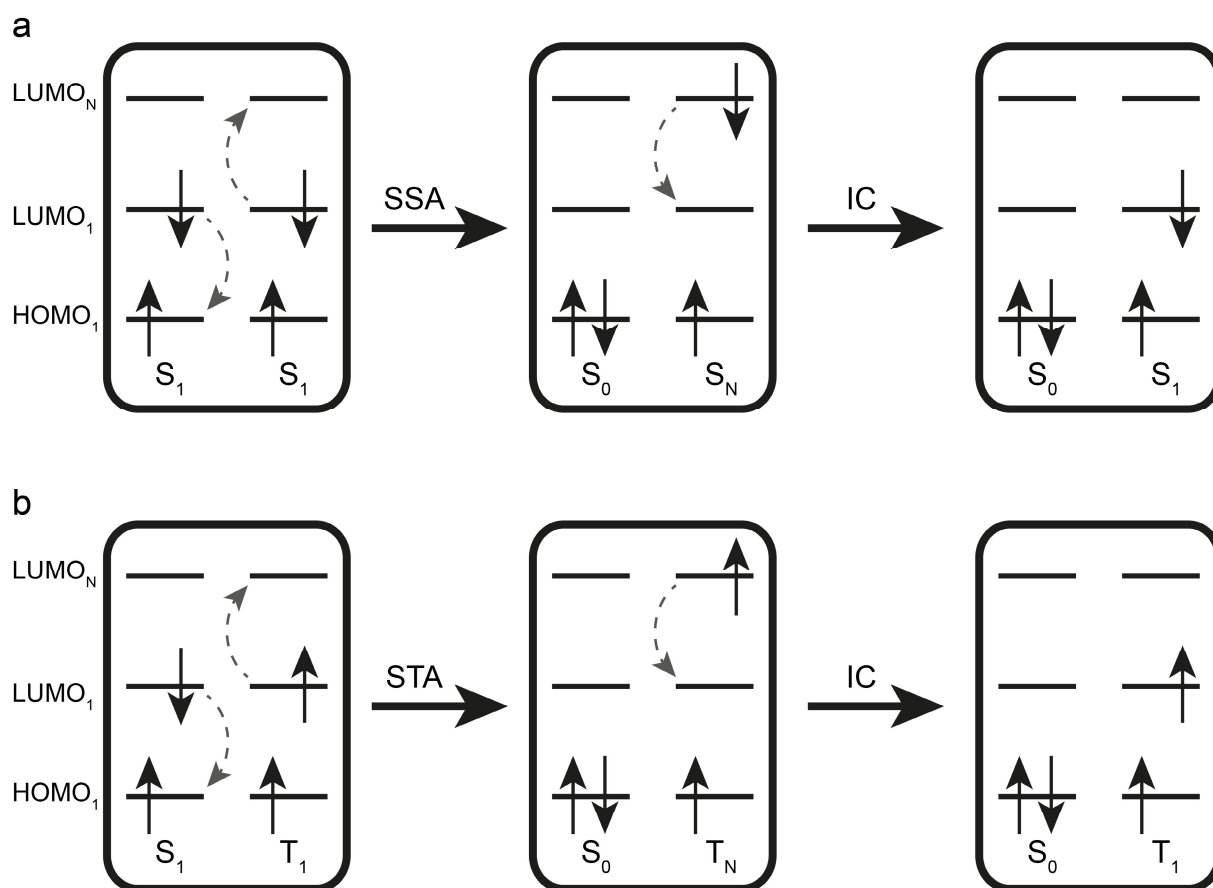 a
LUMO_N
LUMO_1
HOMO_1
S_1 S_1
SSA
S_0 S_N
IC
S_0 S_1
b
LUMO_N
LUMO_1
HOMO_1
S_1 T_1
STA
S_0 T_N
IC
S_0 T_1